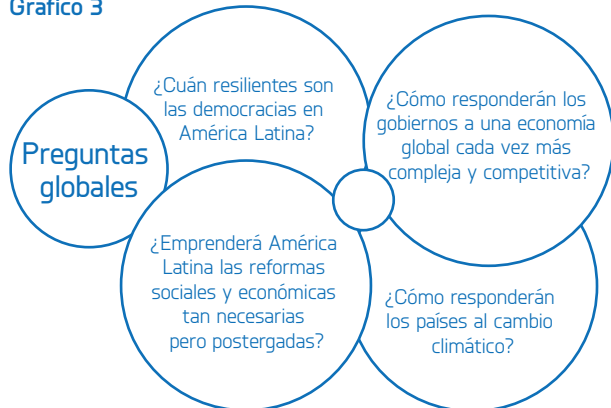 Gráfico 3
Preguntas
globales
¿Cuán resilientes son
las democracias en
América Latina?
¿Cómo responderán los
gobiernos a una economía
global cada vez más
compleja y competitiva?
¿Emprenderá América
Latina las reformas
sociales y económicas
tan necesarias
pero postergadas?
¿Cómo responderán
los países al cambio
climático?